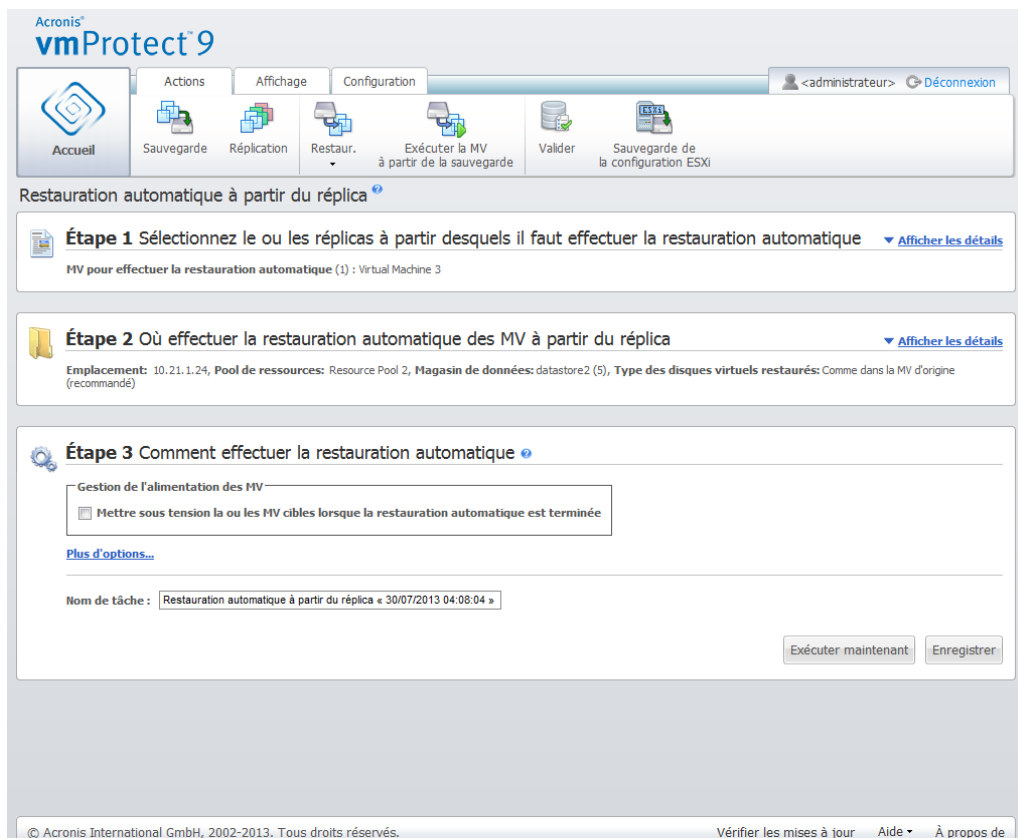 Acronis®
vmProtect™ 9
Actions Affichage Configuration
<administrateur> Déconnexion
Accueil
Sauvegarde
Réplication
Restaur.
Exécuter la MV
à partir de la sauvegarde
Valider
Sauvegarde de
la configuration ESXi
ESXi
Restauration automatique à partir du réplica
Étape 1 Sélectionnez le ou les réplicas à partir desquels il faut effectuer la restauration automatique
Afficher les détails
MV pour effectuer la restauration automatique (1) : Virtual Machine 3
Étape 2 Où effectuer la restauration automatique des MV à partir du réplica
Afficher les détails
Emplacement: 10.21.1.24, Pool de ressources: Resource Pool 2, Magasin de données: datastore2 (5), Type des disques virtuels restaurés: Comme dans la MV d'origine
(recommandé)
Étape 3 Comment effectuer la restauration automatique
Gestion de l'alimentation des MV
Mettre sous tension la ou les MV cibles lorsque la restauration automatique est terminée
Plus d'options...
Nom de tâche : Restauration automatique à partir du réplica « 30/07/2013 04:08:04 »
Exécuter maintenant Enregistrer
© Acronis International GmbH, 2002-2013. Tous droits réservés.
Vérifier les mises à jour Aide À propos de